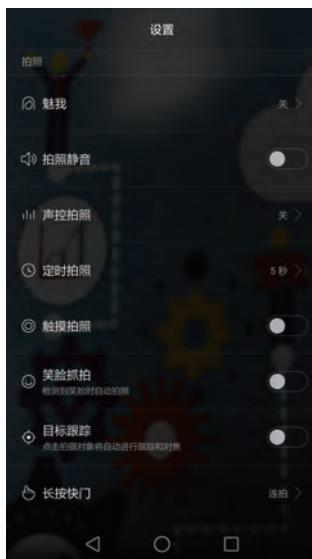 设置
拍照
魅我
关
拍照静音
声控拍照
关
定时拍照
5 秒
触摸拍照
笑脸抓拍
检测到笑脸时自动拍照
目标跟踪
点击拍摄对象将自动进行跟踪和对焦
长按快门
连拍